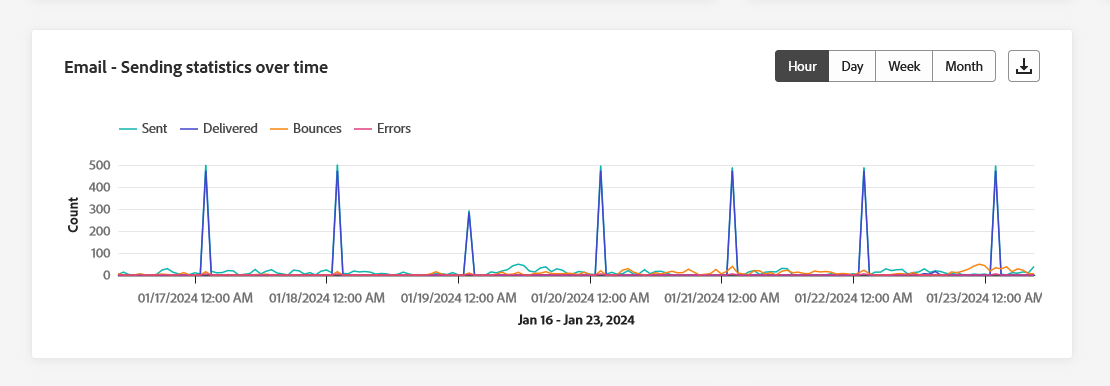 Email - Sending statistics over time
Hour Day Week Month
Sent Delivered Bounces Errors
500
400
300
200
100
0
Count
01/17/2024 12:00 AM 01/18/2024 12:00 AM 01/19/2024 12:00 AM 01/20/2024 12:00 AM 01/21/2024 12:00 AM 01/22/2024 12:00 AM 01/23/2024 12:00 AM
Jan 16 - Jan 23, 2024